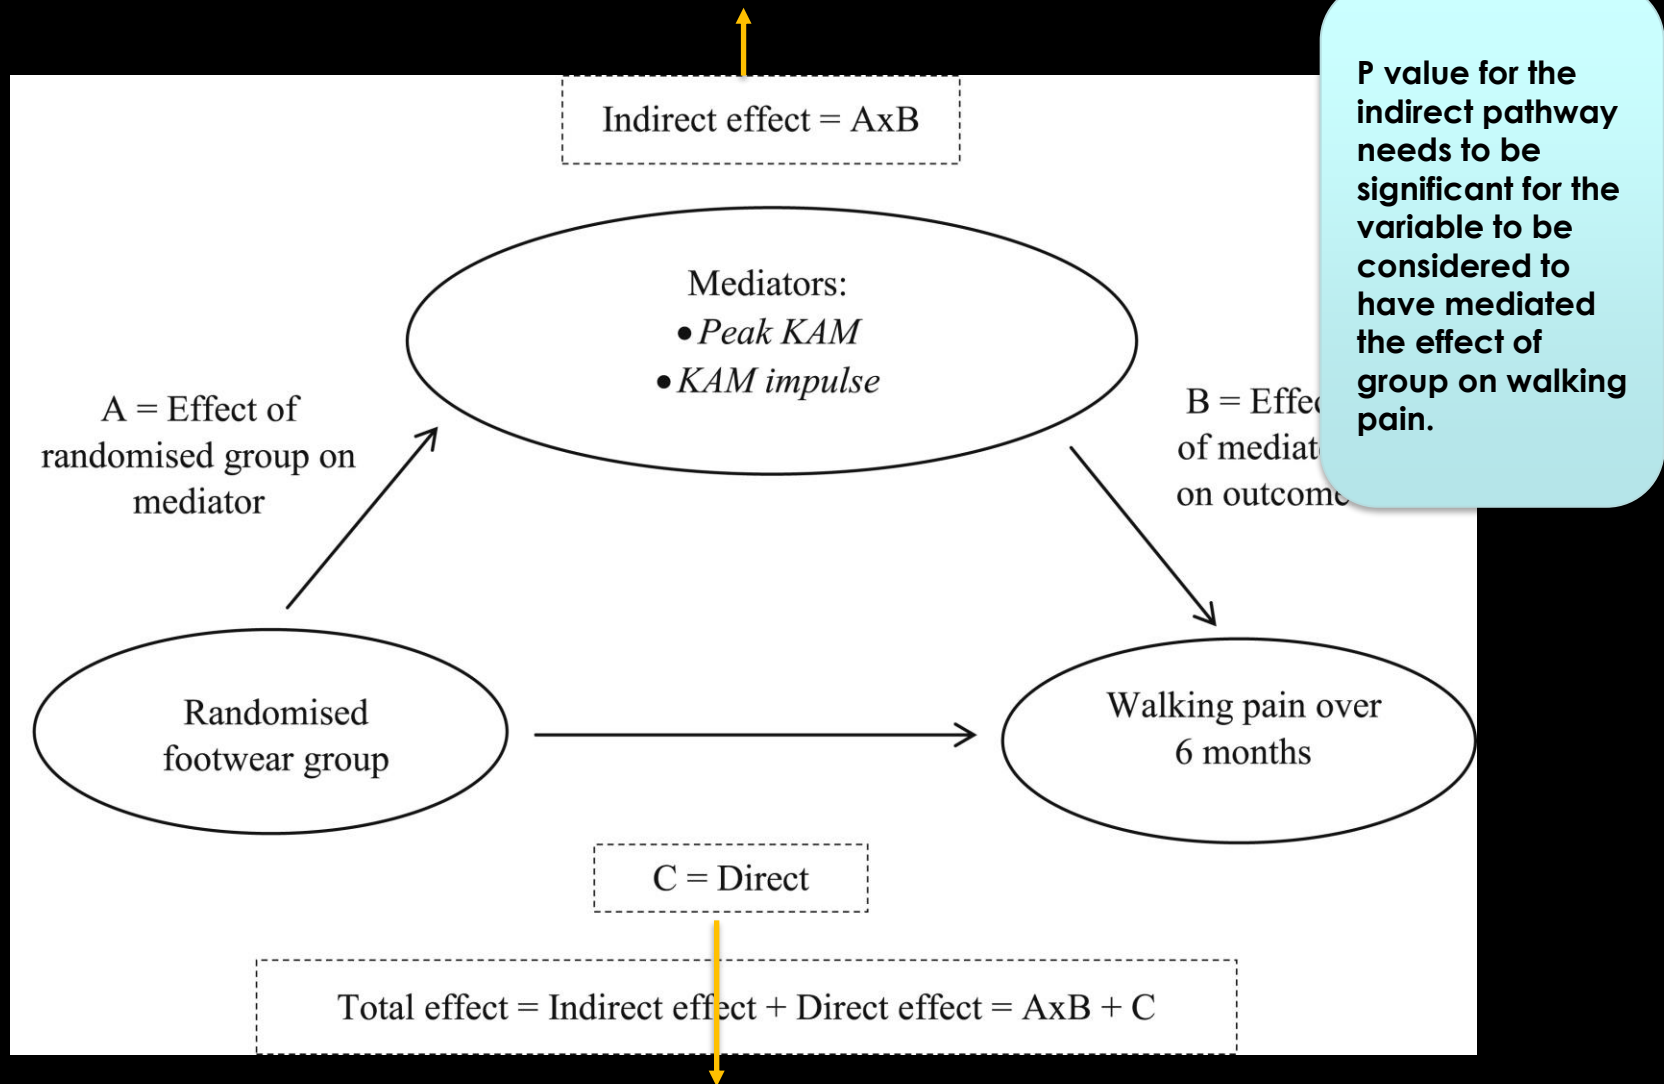 Indirect effect = AxB
P value for the
indirect pathway
needs to be
significant for the
variable to be
considered to
have mediated
the effect of
group on walking
pain.
Mediators:
• Peak KAM
• KAM impulse
A = Effect of
randomised group on
mediator
B =
of
on outcome
Randomised
footwear group
Walking pain over
6 months
C = Direct
Total effect = Indirect effect + Direct effect = AxB + C